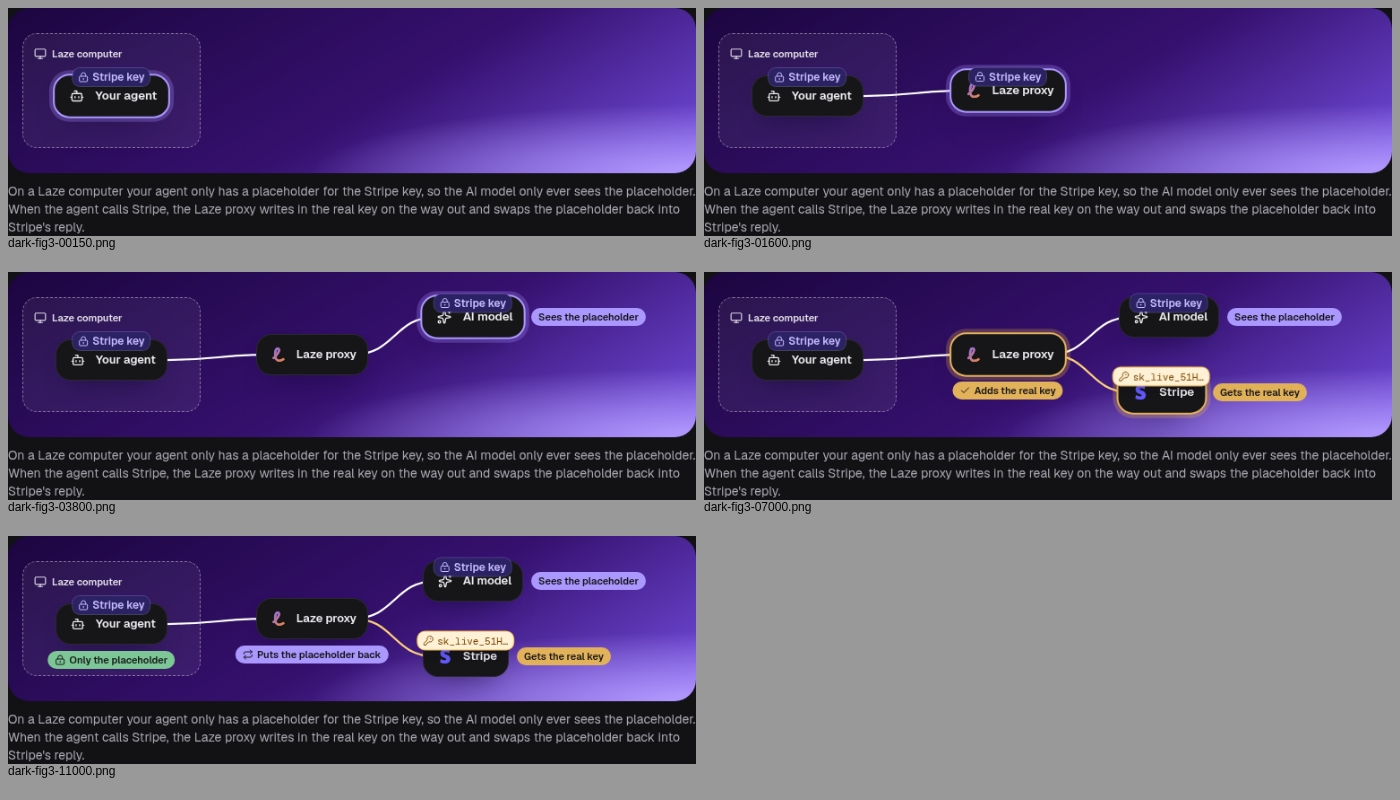 Laze computer
Stripe key
Your agent
On a Laze computer your agent only has a placeholder for the Stripe key, so the AI model only ever sees the placeholder.
When the agent calls Stripe, the Laze proxy writes in the real key on the way out and swaps the placeholder back into
Stripe's reply.
dark-fig3-00150.png
Laze computer
Stripe key
Your agent
Stripe key
Laze proxy
On a Laze computer your agent only has a placeholder for the Stripe key, so the AI model only ever sees the placeholder.
When the agent calls Stripe, the Laze proxy writes in the real key on the way out and swaps the placeholder back into
Stripe's reply.
dark-fig3-01600.png
Laze computer
Stripe key
Your agent
Laze proxy
Stripe key
AI model
Sees the placeholder
On a Laze computer your agent only has a placeholder for the Stripe key, so the AI model only ever sees the placeholder.
When the agent calls Stripe, the Laze proxy writes in the real key on the way out and swaps the placeholder back into
Stripe's reply.
dark-fig3-03800.png
Laze computer
Stripe key
Your agent
Laze proxy
Adds the real key
Stripe key
AI model
Sees the placeholder
sk_live_51H…
Stripe
Gets the real key
On a Laze computer your agent only has a placeholder for the Stripe key, so the AI model only ever sees the placeholder.
When the agent calls Stripe, the Laze proxy writes in the real key on the way out and swaps the placeholder back into
Stripe's reply.
dark-fig3-07000.png
Laze computer
Stripe key
Your agent
Only the placeholder
Laze proxy
Puts the placeholder back
Stripe key
AI model
Sees the placeholder
sk_live_51H…
Stripe
Gets the real key
On a Laze computer your agent only has a placeholder for the Stripe key, so the AI model only ever sees the placeholder.
When the agent calls Stripe, the Laze proxy writes in the real key on the way out and swaps the placeholder back into
Stripe's reply.
dark-fig3-11000.png